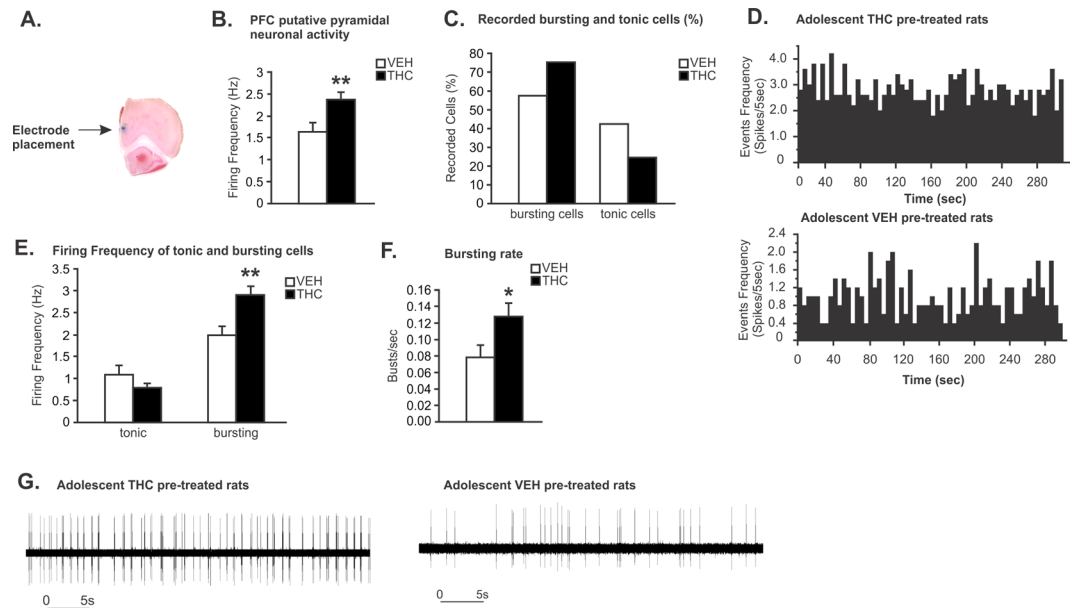 A.
Electrode
placement
B.
PFC putative pyramidal
neuronal activity
VEH
THC
**
Firing Frequency (Hz)
3
2.5
2
1.5
1
0.5
0
C.
Recorded bursting and tonic cells (%)
VEH
THC
Recorded Cells (%)
80
70
60
50
40
30
20
10
0
bursting cells
tonic cells
D.
Adolescent THC pre-treated rats
Events Frequency
(Spikes/5sec)
4.0
3.0
2.0
1.0
0
0 40 80 120 160 200 240 280
Time (sec)
Adolescent VEH pre-treated rats
Events Frequency
(Spikes/5sec)
2.4
2.0
1.6
1.2
0.8
0.4
0
0 40 80 120 160 200 240 280
Time (sec)
E.
Firing Frequency of tonic and bursting cells
VEH
THC
**
Firing Frequency (Hz)
3.5
3
2.5
2
1.5
1
0.5
0
tonic
bursting
F.
Bursting rate
VEH
THC
*
Busts/sec
0.16
0.14
0.12
0.10
0.08
0.06
0.04
0.02
0.00
G.
Adolescent THC pre-treated rats
0 5s
Adolescent VEH pre-treated rats
0 5s